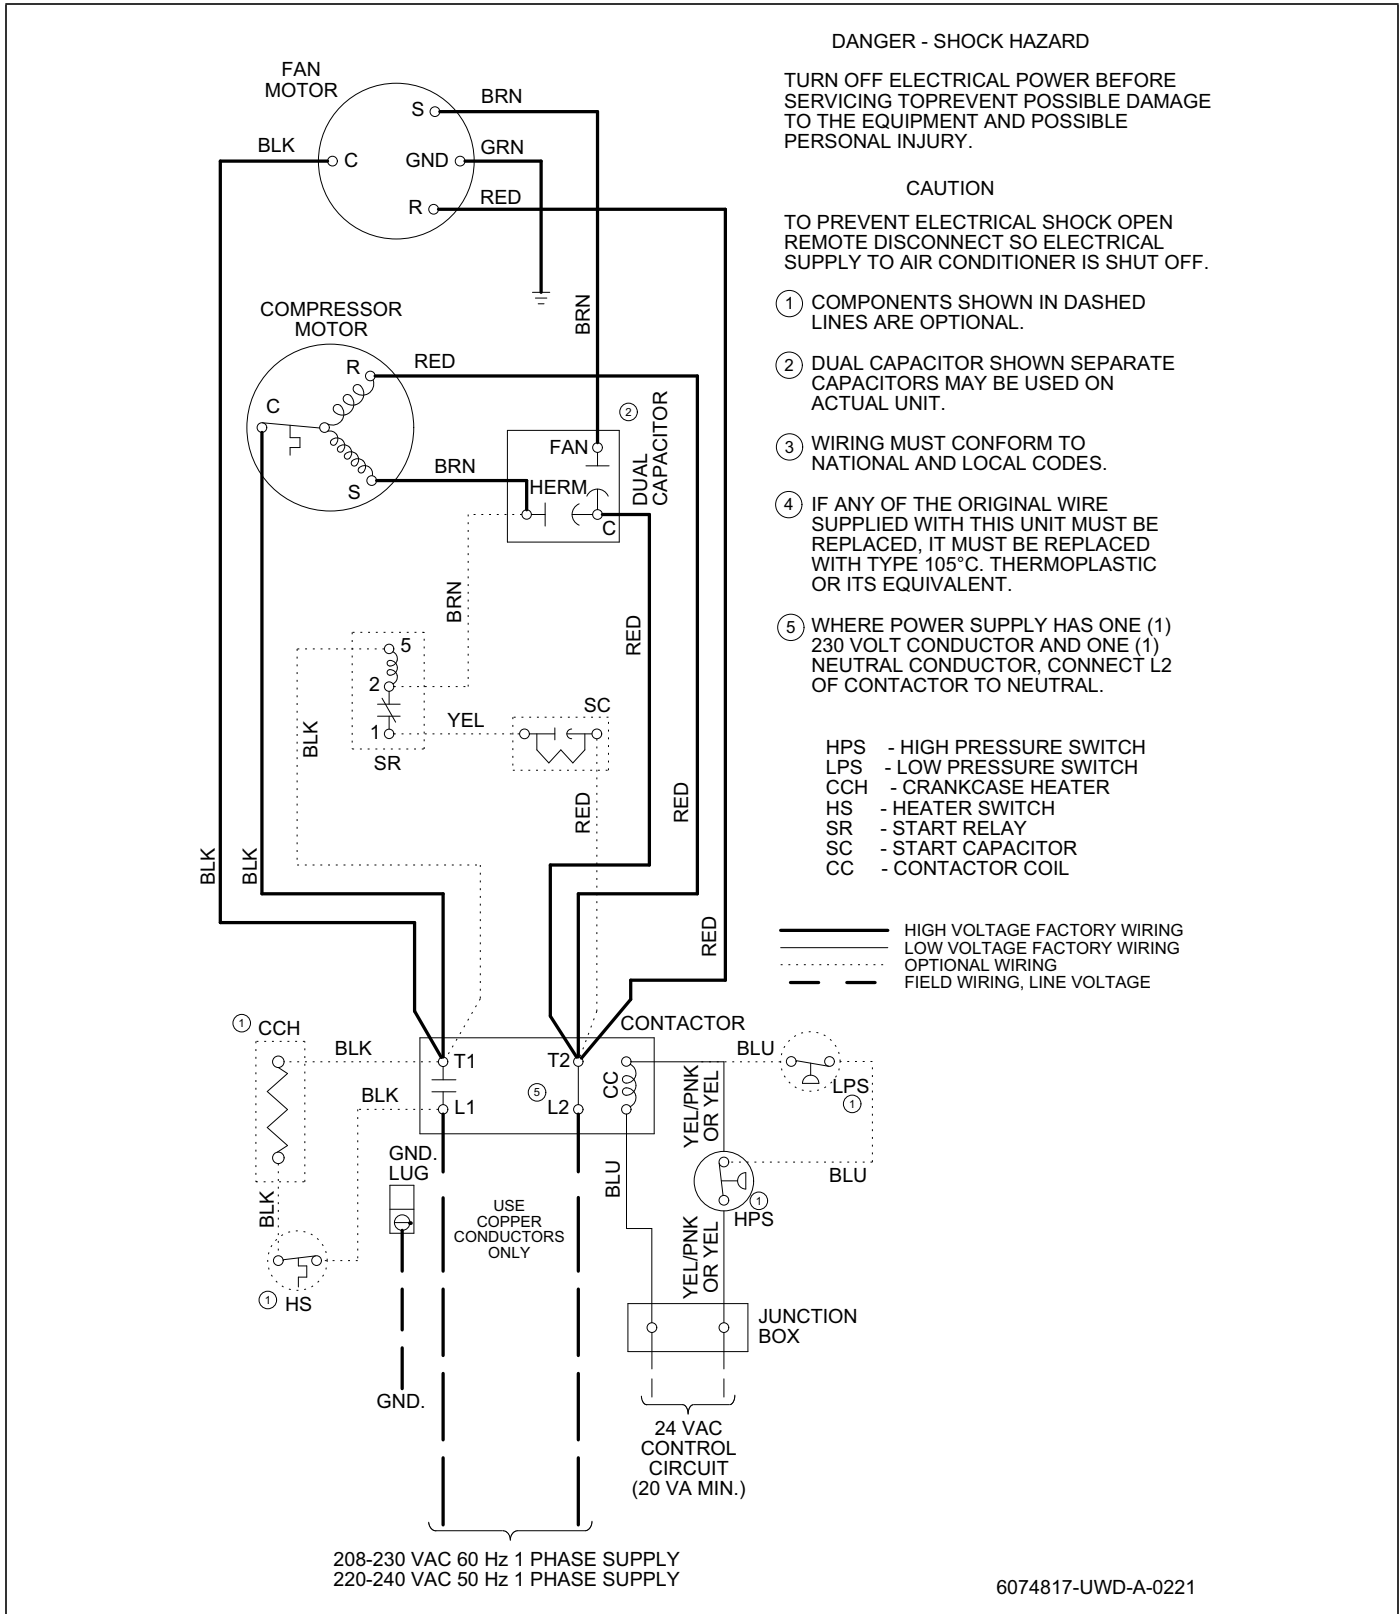 DANGER - SHOCK HAZARD
TURN OFF ELECTRICAL POWER BEFORE
SERVICING TOPREVENT POSSIBLE DAMAGE
TO THE EQUIPMENT AND POSSIBLE
PERSONAL INJURY.
CAUTION
TO PREVENT ELECTRICAL SHOCK OPEN
REMOTE DISCONNECT SO ELECTRICAL
SUPPLY TO AIR CONDITIONER IS SHUT OFF.
1 COMPONENTS SHOWN IN DASHED
LINES ARE OPTIONAL.
2 DUAL CAPACITOR SHOWN SEPARATE
CAPACITORS MAY BE USED ON
ACTUAL UNIT.
3 WIRING MUST CONFORM TO
NATIONAL AND LOCAL CODES.
4 IF ANY OF THE ORIGINAL WIRE
SUPPLIED WITH THIS UNIT MUST BE
REPLACED, IT MUST BE REPLACED
WITH TYPE 105°C. THERMOPLASTIC
OR ITS EQUIVALENT.
5 WHERE POWER SUPPLY HAS ONE (1)
230 VOLT CONDUCTOR AND ONE (1)
NEUTRAL CONDUCTOR, CONNECT L2
OF CONTACTOR TO NEUTRAL.
HPS - HIGH PRESSURE SWITCH
LPS - LOW PRESSURE SWITCH
CCH - CRANKCASE HEATER
HS - HEATER SWITCH
SR - START RELAY
SC - START CAPACITOR
CC - CONTACTOR COIL
HIGH VOLTAGE FACTORY WIRING
LOW VOLTAGE FACTORY WIRING
OPTIONAL WIRING
FIELD WIRING, LINE VOLTAGE
FAN
MOTOR
S
BRN
BLK
C
GND
GRN
R
RED
BRN
COMPRESSOR
MOTOR
R
RED
C
S
BRN
2
DUAL
CAPACITOR
FAN
HERM
C
BRN
RED
5
2
1
SR
YEL
SC
BLK
RED
RED
BLK
BLK
RED
1
CCH
BLK
BLK
BLK
1
HS
CONTACTOR
T1
T2
L1
5
L2
CC
BLU
LPS
1
YEL/PNK
OR YEL
BLU
BLU
1
HPS
YEL/PNK
OR YEL
GND.
LUG
USE
COPPER
CONDUCTORS
ONLY
GND.
JUNCTION
BOX
24 VAC
CONTROL
CIRCUIT
(20 VA MIN.)
208-230 VAC 60 Hz 1 PHASE SUPPLY
220-240 VAC 50 Hz 1 PHASE SUPPLY
6074817-UWD-A-0221